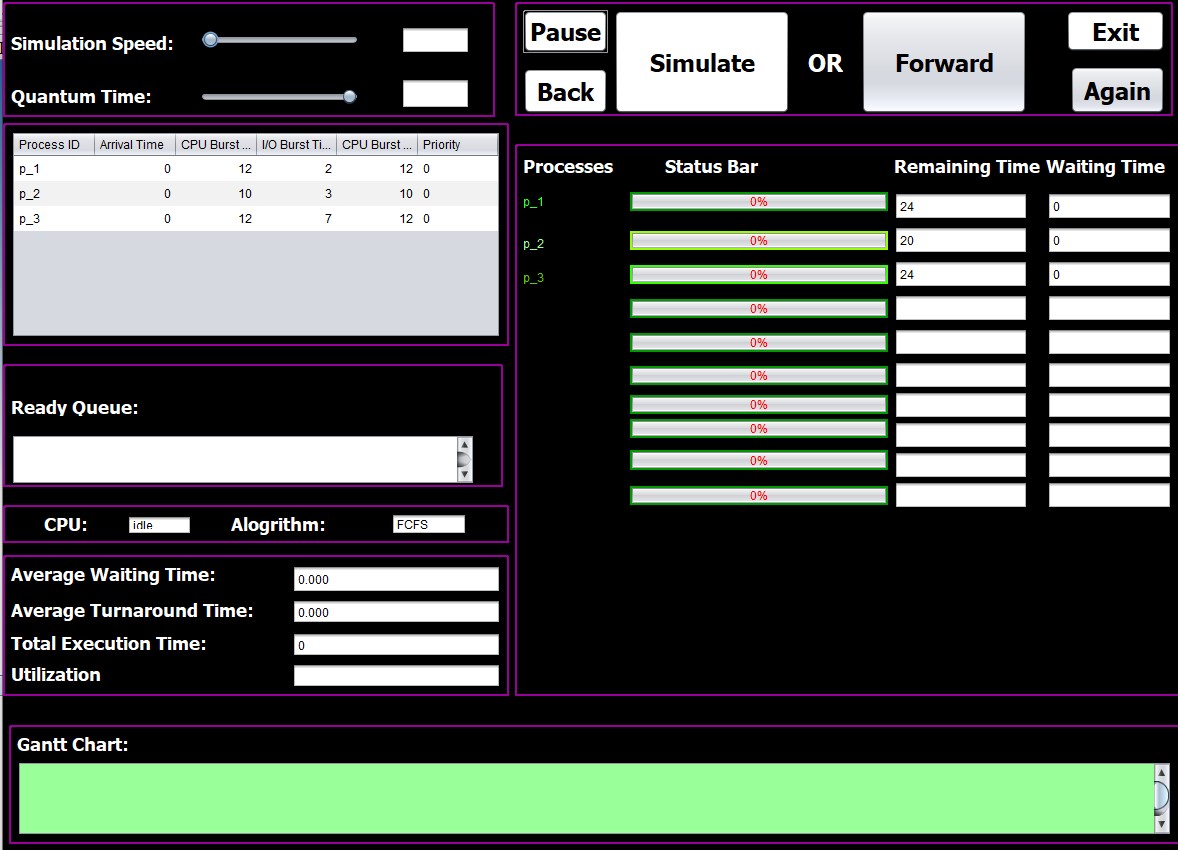 Simulation Speed:
Quantum Time:
Pause
Back
Simulate
OR
Forward
Exit
Again
Process ID Arrival Time CPU Burst ... I/O Burst Ti... CPU Burst ... Priority
p_1 0 12 2 12 0
p_2 0 10 3 10 0
p_3 0 12 7 12 0
Ready Queue:
CPU: idle Alogrithm: FCFS
Average Waiting Time: 0.000
Average Turnaround Time: 0.000
Total Execution Time: 0
Utilization
Processes Status Bar Remaining Time Waiting Time
p_1 0% 24 0
p_2 0% 20 0
p_3 0% 24 0
0%
0%
0%
0%
0%
0%
0%
Gantt Chart: